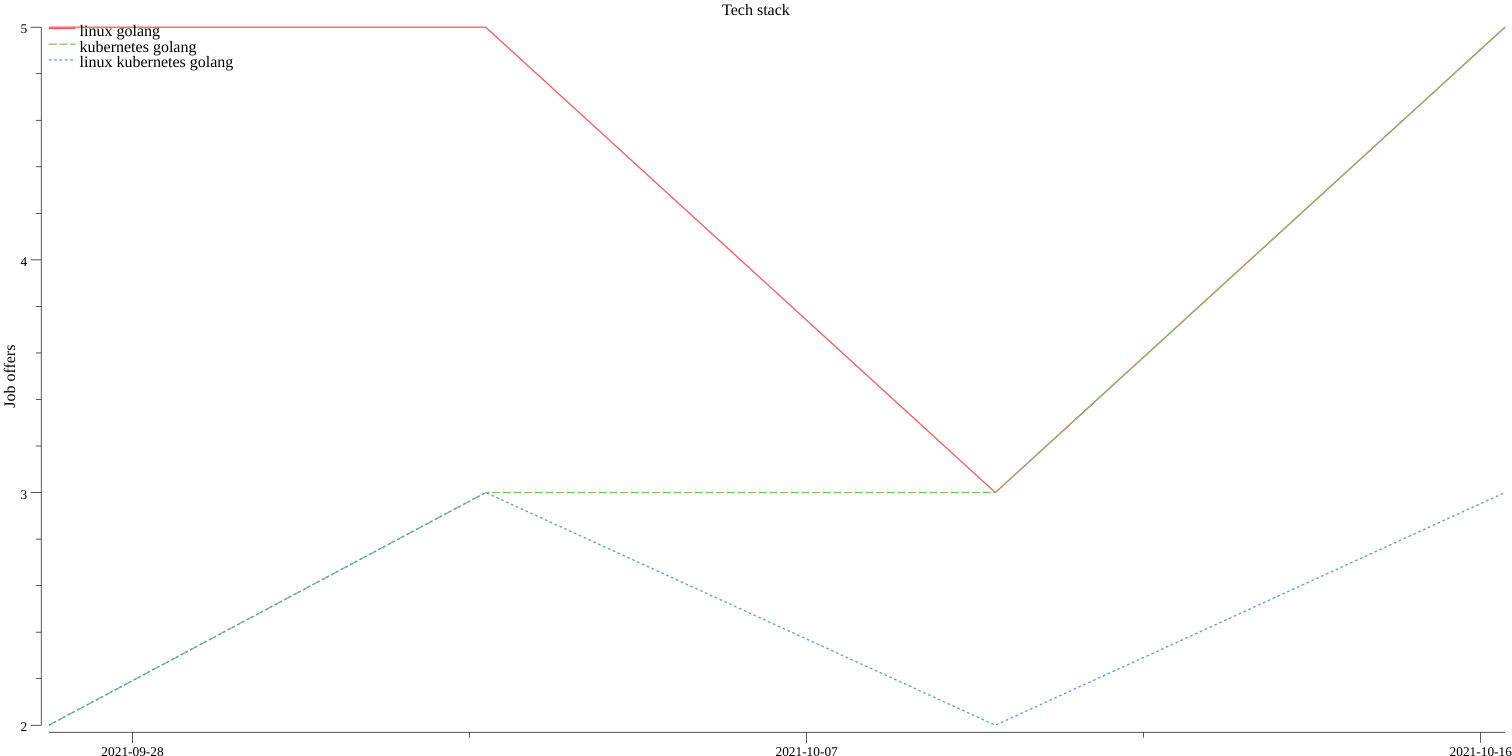 Tech stack
5
linux golang
kubernetes golang
linux kubernetes golang
4
Job offers
3
2
2021-09-28
2021-10-07
2021-10-16